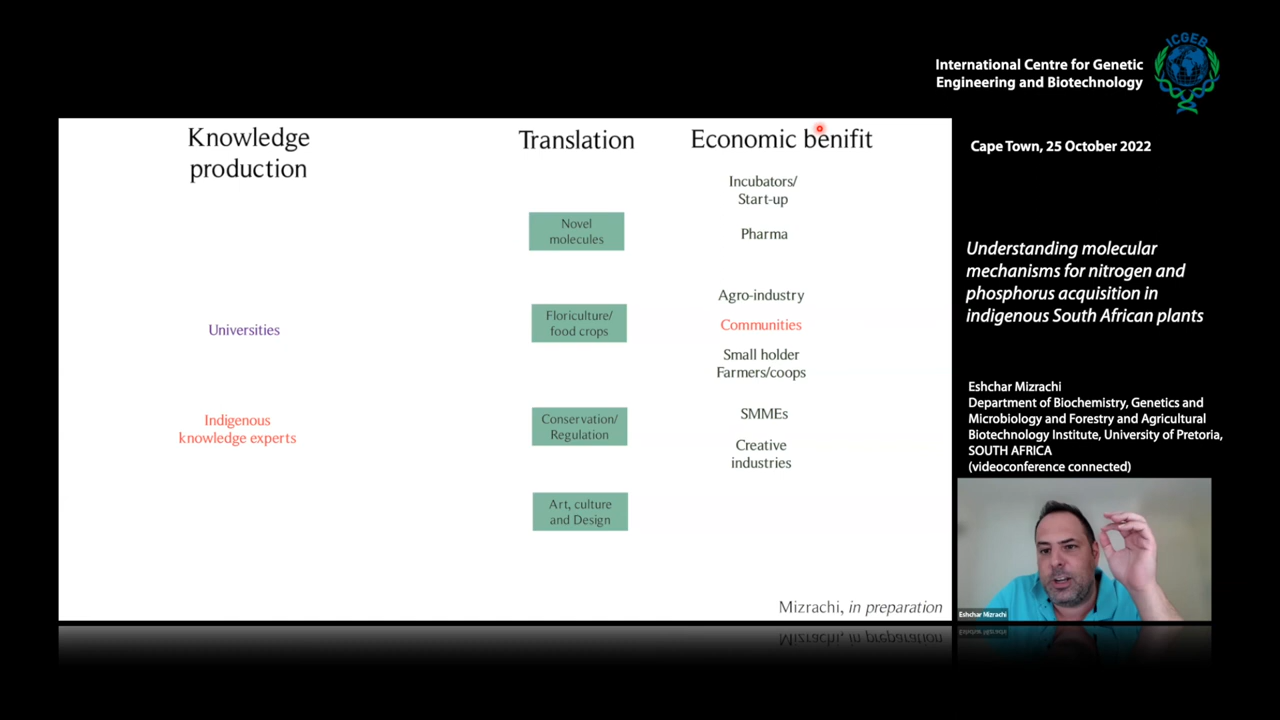 ICGEB
International Centre for Genetic
Engineering and Biotechnology
Cape Town, 25 October 2022
Knowledge
production
Universities
Indigenous
knowledge experts
Translation
Novel
molecules
Floriculture/
food crops
Conservation/
Regulation
Art, culture
and Design
Economic benifit
Incubators/
Start-up
Pharma
Agro-industry
Communities
Small holder
Farmers/coops
SMMEs
Creative
industries
Mizrachi, in preparation
Understanding molecular
mechanisms for nitrogen and
phosphorus acquisition in
indigenous South African plants
Eshchar Mizrachi
Department of Biochemistry, Genetics and
Microbiology and Forestry and Agricultural
Biotechnology Institute, University of Pretoria,
SOUTH AFRICA
(videoconference connected)
Eshchar Mizrachi